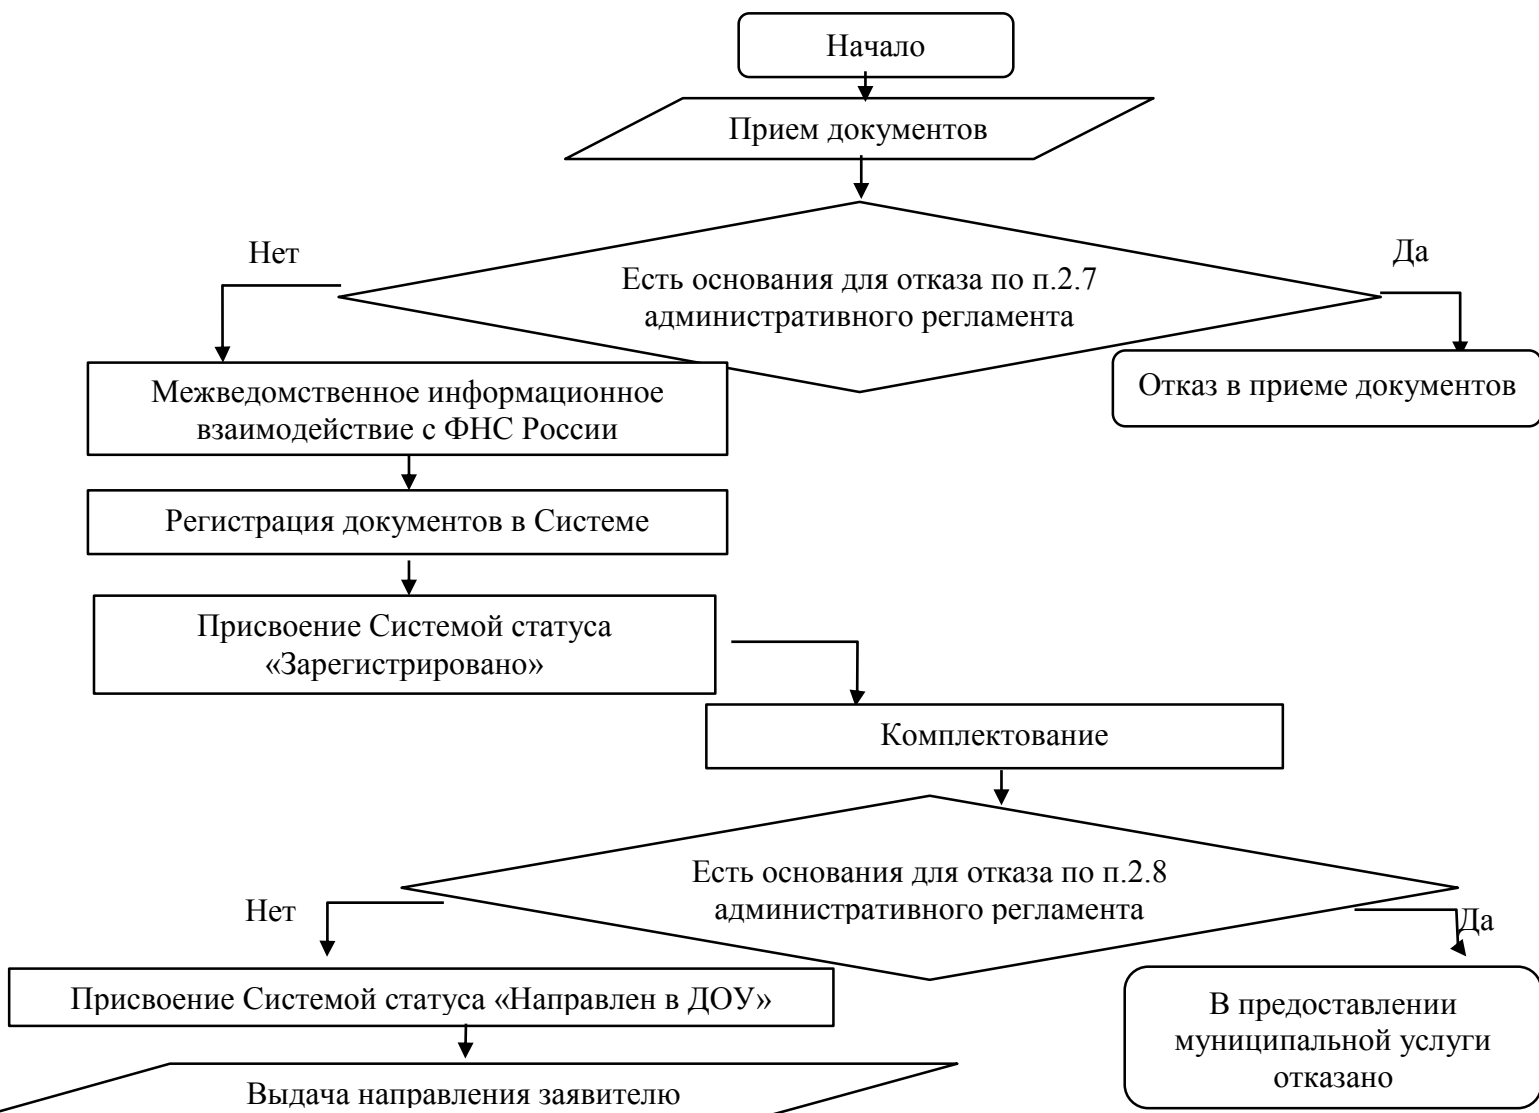 Начало
Прием документов
Нет
Да
Есть основания для отказа по п.2.7
административного регламента
Межведомственное информационное
взаимодействие с ФНС России
Отказ в приеме документов
Регистрация документов в Системе
Присвоение Системой статуса
«Зарегистрировано»
Комплектование
Есть основания для отказа по п.2.8
административного регламента
Нет
Да
Присвоение Системой статуса «Направлен в ДОУ»
В предоставлении
муниципальной услуги
отказано
Выдача направления заявителю